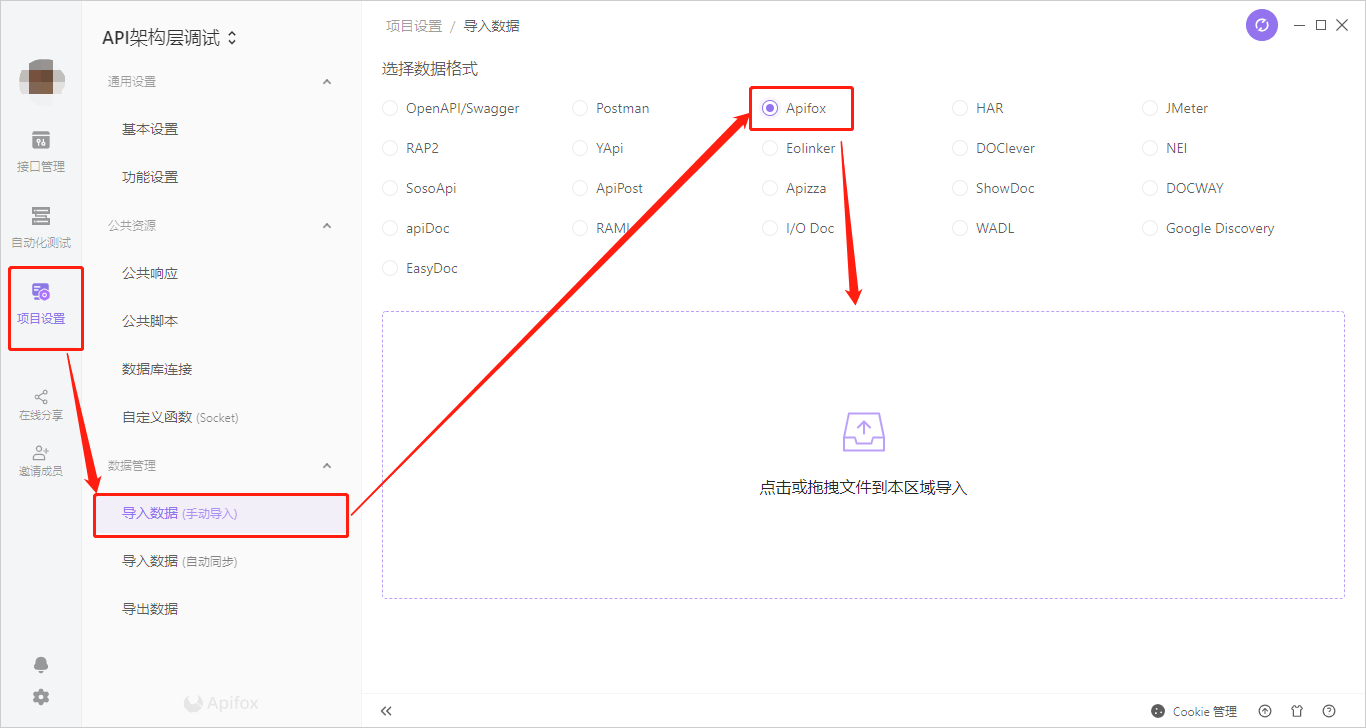 API架构层调试
通用设置
基本设置
功能设置
公共资源
公共响应
公共脚本
数据库连接
自定义函数 (Socket)
数据管理
导入数据 (手动导入)
导入数据 (自动同步)
导出数据
Apifox
接口管理
自动化测试
项目设置
在线分享
邀请成员
项目设置 / 导入数据
选择数据格式
OpenAPI/Swagger Postman Apifox HAR JMeter
RAP2 YApi Eolinker DOClever NEI
SosoApi ApiPost Apizza ShowDoc DOCWAY
apiDoc RAML I/O Doc WADL Google Discovery
EasyDoc
点击或拖拽文件到本区域导入
Cookie 管理